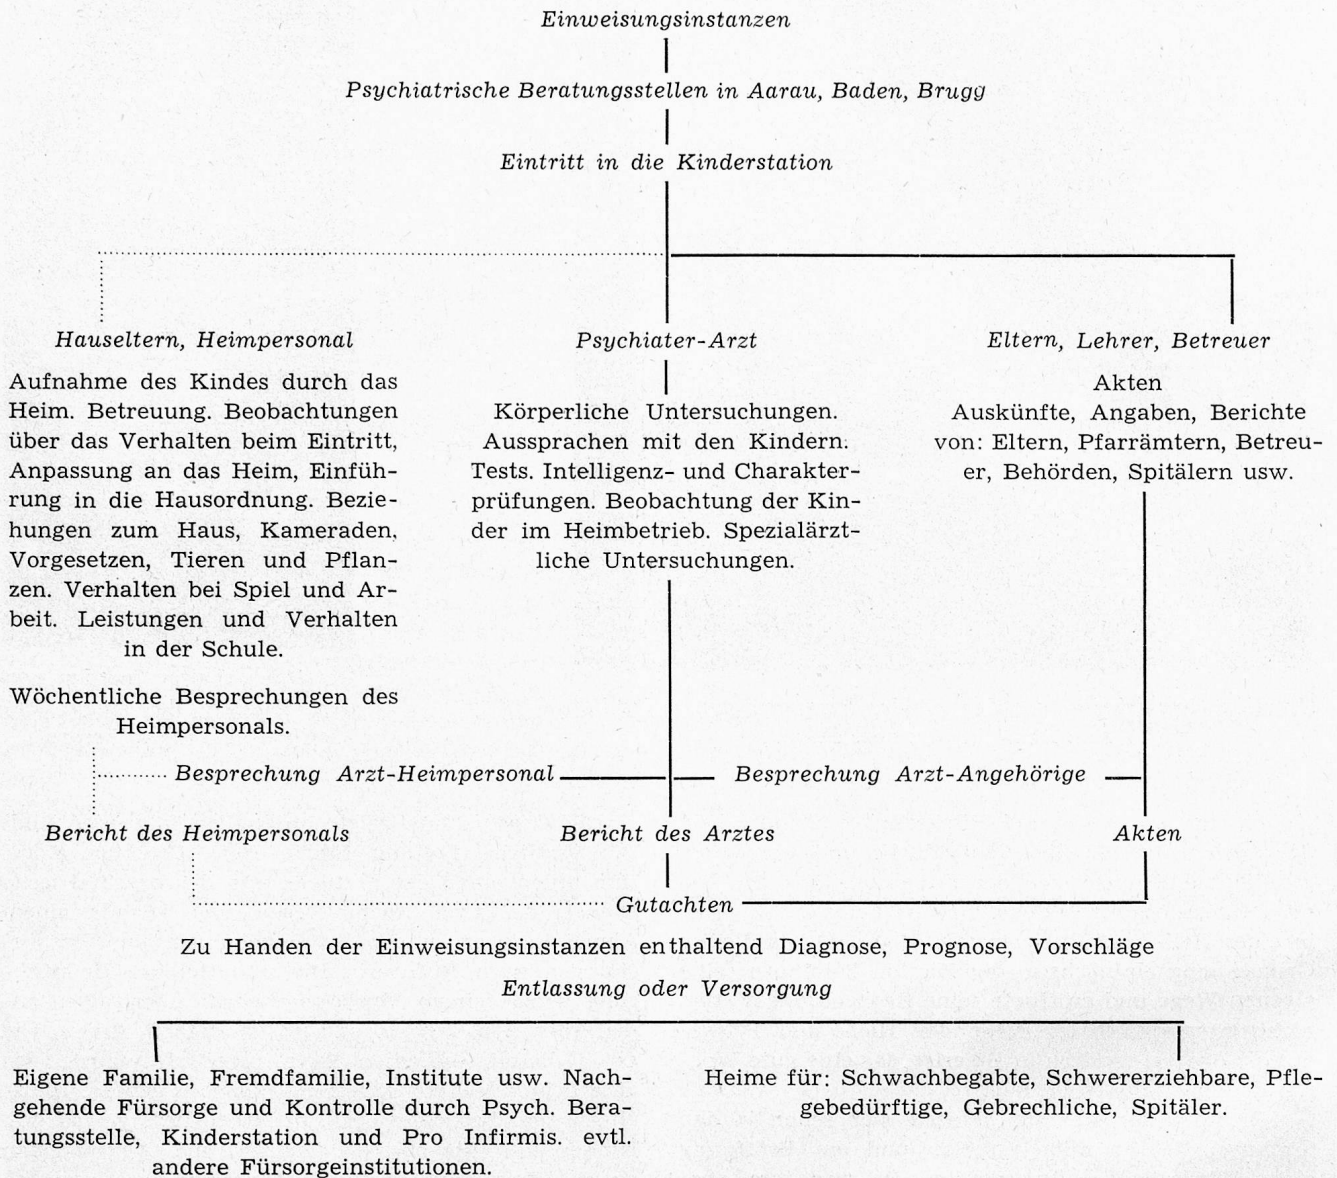 Einweisungsinstanzen
Psychiatrische Beratungsstellen in Aarau, Baden, Brugg
Eintritt in die Kinderstation
Hauseltern, Heimpersonal
Aufnahme des Kindes durch das
Heim. Betreuung. Beobachtungen
über das Verhalten beim Eintritt,
Anpassung an das Heim, Einfüh-
rung in die Hausordnung. Bezie-
hungen zum Haus, Kameraden,
Vorgesetzen, Tieren und Pflan-
zen. Verhalten bei Spiel und Ar-
beit. Leistungen und Verhalten
in der Schule.
Wöchentliche Besprechungen des
Heimpersonals.
Psychiater-Arzt
Körperliche Untersuchungen.
Aussprachen mit den Kindern.
Tests. Intelligenz- und Charakter-
prüfungen. Beobachtung der Kin-
der im Heimbetrieb. Spezialärzt-
liche Untersuchungen.
Eltern, Lehrer, Betreuer
Akten
Auskünfte, Angaben, Berichte
von: Eltern, Pfarrämtern, Betreu-
er, Behörden, Spitälern usw.
Besprechung Arzt-Heimpersonal
Besprechung Arzt-Angehörige
Bericht des Heimpersonals
Bericht des Arztes
Akten
Gutachten
Zu Handen der Einweisungsinstanzen enthaltend Diagnose, Prognose, Vorschläge
Entlassung oder Versorgung
Eigene Familie, Fremdfamilie, Institute usw. Nach-
gehende Fürsorge und Kontrolle durch Psych. Bera-
tungsstelle, Kinderstation und Pro Infirmis. evtl.
andere Fürsorgeinstitutionen.
Heime für: Schwachbegabte, Schwererziehbare, Pfle-
gebedürftige, Gebrechliche, Spitäler.